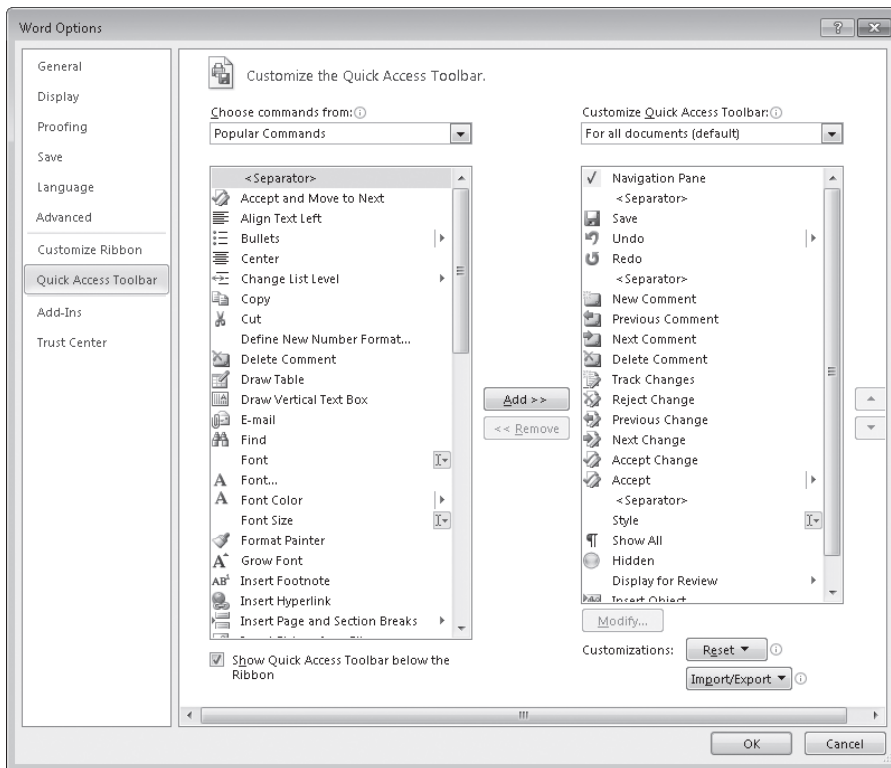 Word Options
General
Display
Proofing
Save
Language
Advanced
Customize Ribbon
Quick Access Toolbar
Add-Ins
Trust Center
Customize the Quick Access Toolbar.
Choose commands from:
Popular Commands
<Separator>
Accept and Move to Next
Align Text Left
Bullets
Center
Change List Level
Copy
Cut
Define New Number Format...
Delete Comment
Draw Table
Draw Vertical Text Box
E-mail
Find
Font
Font...
Font Color
Font Size
Format Painter
Grow Font
Insert Footnote
Insert Hyperlink
Insert Page and Section Breaks
Show Quick Access Toolbar below the
Ribbon
Add >>
<< Remove
Customize Quick Access Toolbar:
For all documents (default)
Navigation Pane
<Separator>
Save
Undo
Redo
<Separator>
New Comment
Previous Comment
Next Comment
Delete Comment
Track Changes
Reject Change
Previous Change
Next Change
Accept Change
Accept
<Separator>
Style
Show All
Hidden
Display for Review
Insert Object
Modify...
Customizations:
Reset
Import/Export
OK
Cancel